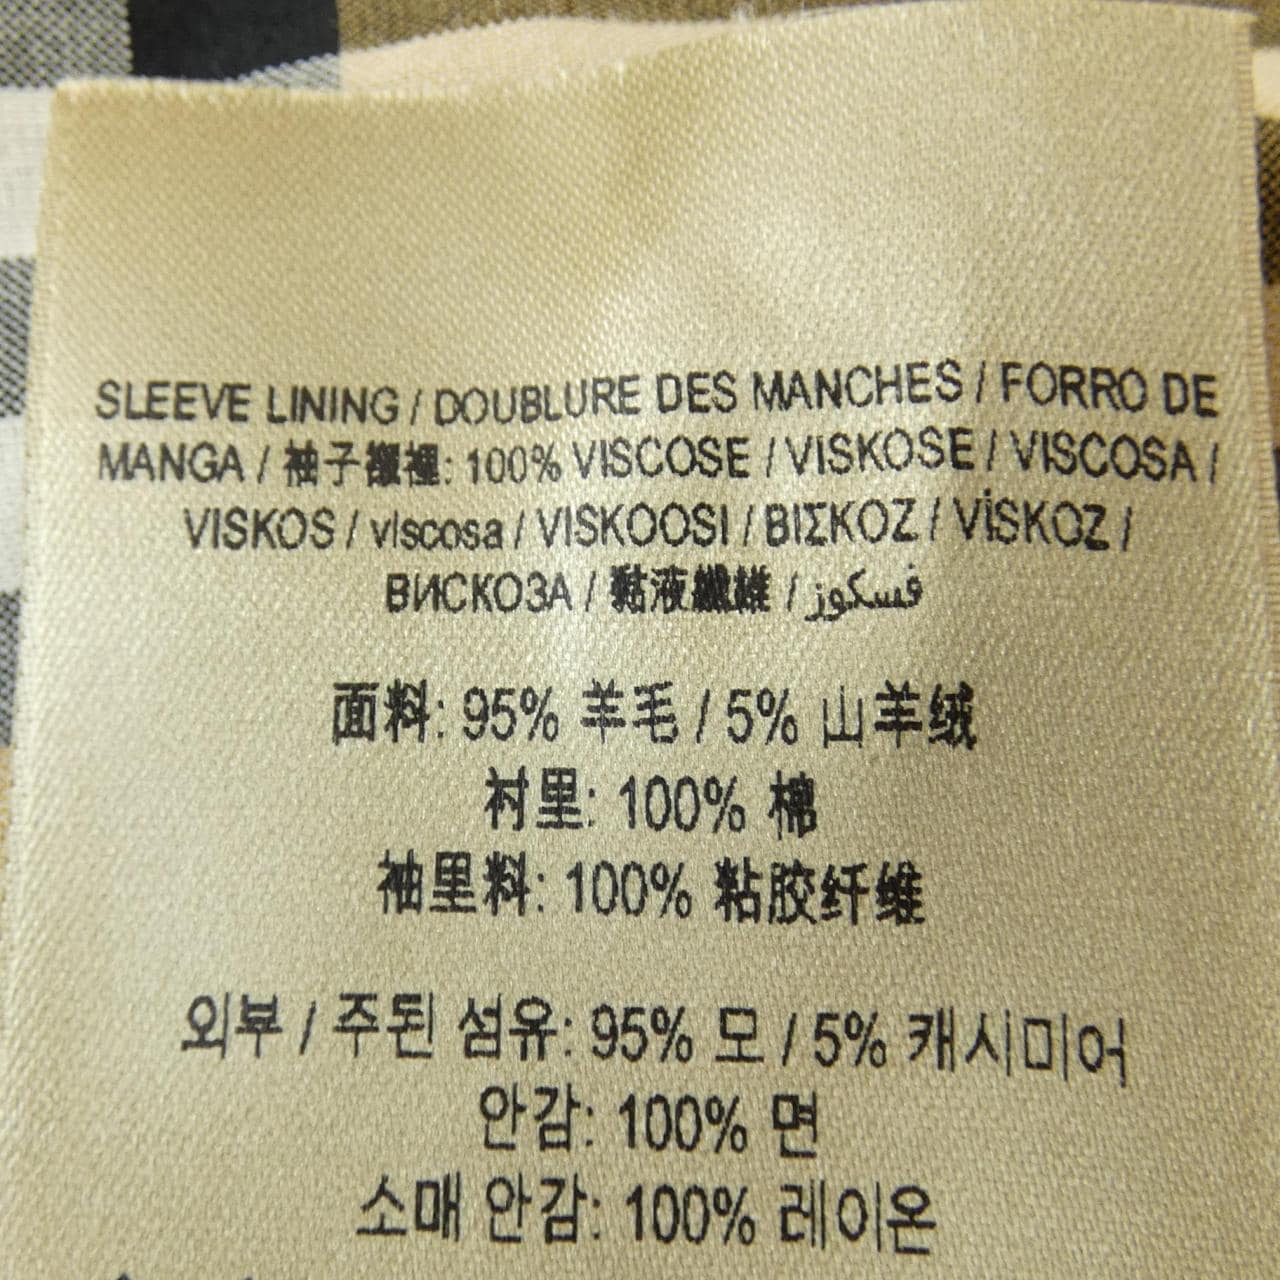 SLEEVE LINING / DOUBLURE DES MANCHES / FORRO DE
MANGA / 袖子襯裡: 100% VISCOSE / VISKOSE / VISCOSA /
VISKOS / viscosa / VISKOOSI / ΒΙΣΚΟΖ / VİSKOZ /
ВИСКОЗА / 黏液纖維 / فسكوز
面料: 95% 羊毛 / 5% 山羊绒
衬里: 100% 棉
袖里料: 100% 粘胶纤维
외부 / 주된 섬유: 95% 모 / 5% 캐시미어
안감: 100% 면
소매 안감: 100% 레이온